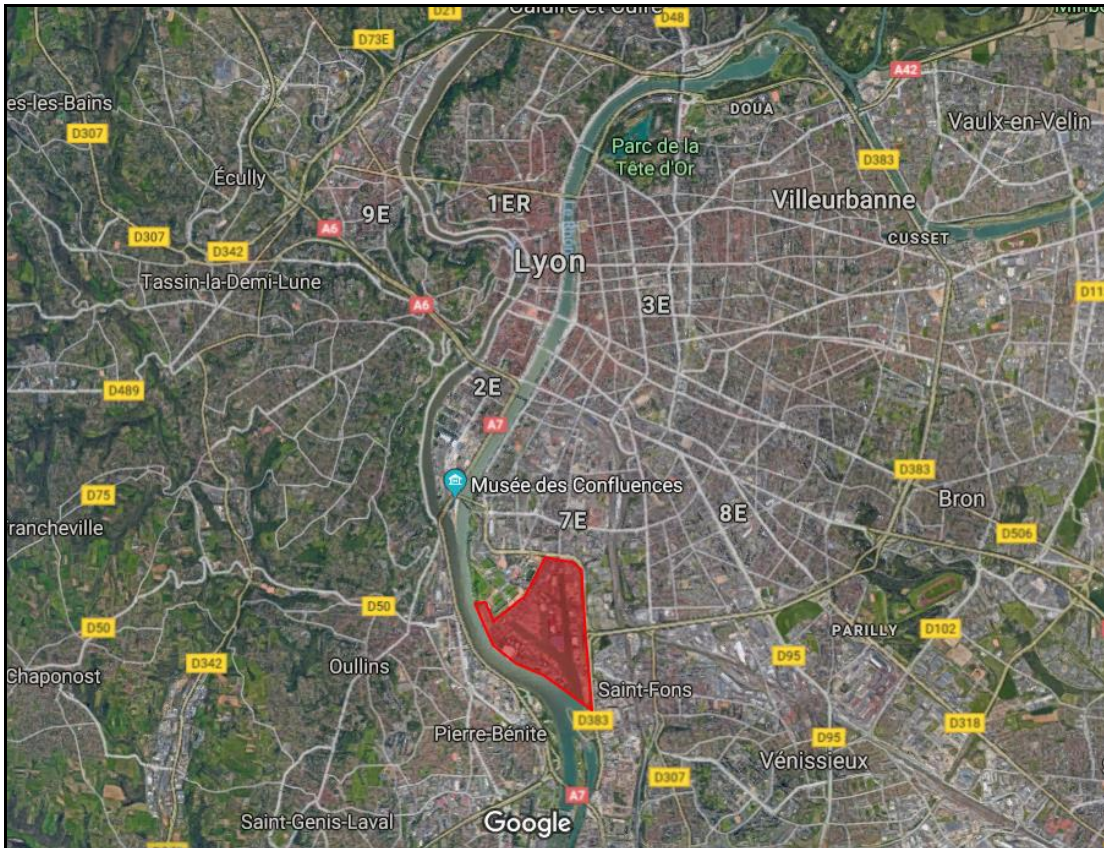 Caluire-et-Cuire
D21
D48
D73E
A42
es-les-Bains
D307
DOUA
Vaulx-en-Velin
Parc de la
Tête d'Or
D383
Écully
Villeurbanne
1ER
9E
A6
Le Rhône
D307
D342
CUSSET
Lyon
Tassin-la-Demi-Lune
D11
A6
3E
D489
2E
A7
D383
Musée des Confluences
D75
Bron
7E
8E
rancheville
D506
D50
D50
PARILLY
D102
D95
Chaponost
D342
Oullins
Saint-Fons
D383
D318
Pierre-Bénite
D95
Vénissieux
D307
A7
Saint-Genis-Laval
Google